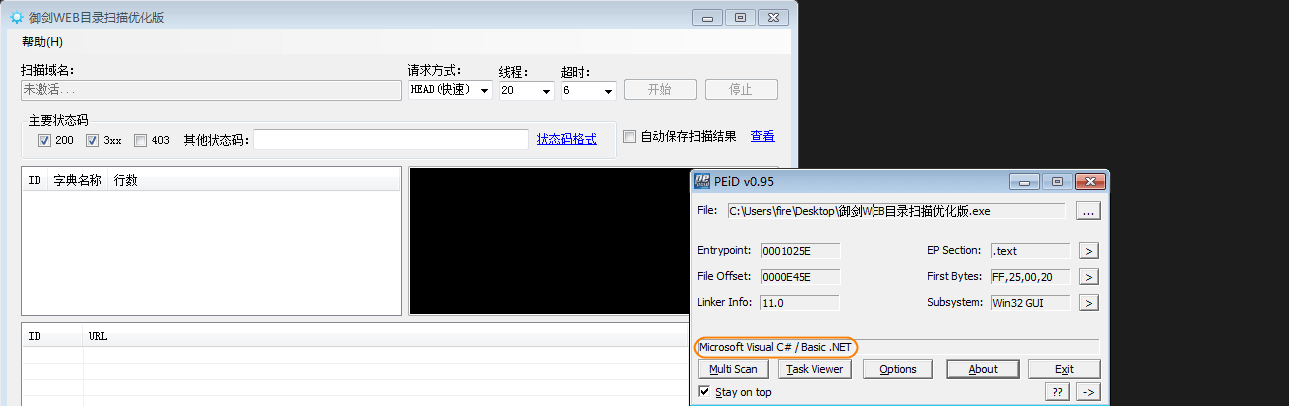 御剑WEB目录扫描优化版
帮助(H)
扫描域名: 请求方式: 线程: 超时:
未激活... HEAD(快速) 20 6 开始 停止
主要状态码
200 3xx 403 其他状态码: 状态码格式 自动保存扫描结果 查看
ID 字典名称 行数
ID URL
PEiD v0.95
File: C:\Users\fire\Desktop\御剑WEB目录扫描优化版.exe ...
Entrypoint: 0001025E EP Section: .text >
File Offset: 0000E45E First Bytes: FF,25,00,20 >
Linker Info: 11.0 Subsystem: Win32 GUI >
Microsoft Visual C# / Basic .NET
Multi Scan Task Viewer Options About Exit
Stay on top ?? ->